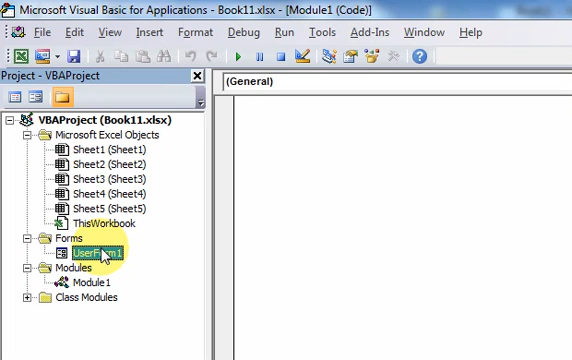 Microsoft Visual Basic for Applications - Book11.xlsx - [Module1 (Code)]
File Edit View Insert Format Debug Run Tools Add-Ins Window Help
Project - VBAProject
(General)
VBAProject (Book11.xlsx)
Microsoft Excel Objects
Sheet1 (Sheet1)
Sheet2 (Sheet2)
Sheet3 (Sheet3)
Sheet4 (Sheet4)
Sheet5 (Sheet5)
ThisWorkbook
Forms
UserForm1
Modules
Module1
Class Modules